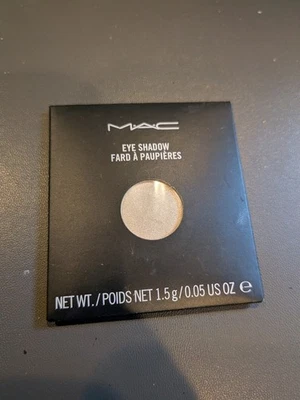 MAC
EYE SHADOW
FARD À PAUPIÈRES
NET WT./POIDS NET 1.5 g/0.05 US OZ ℮